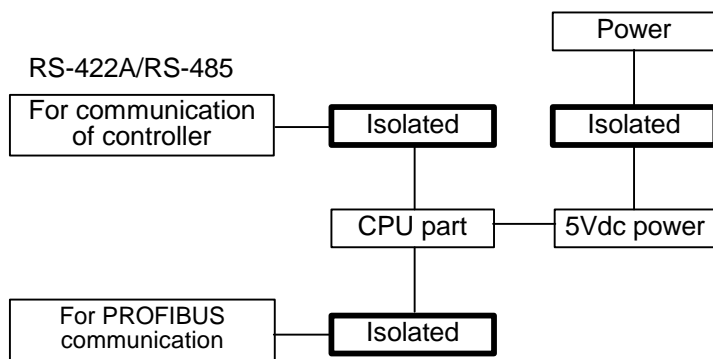 Power
RS-422A/RS-485
For communication
of controller
Isolated
Isolated
CPU part
5Vdc power
For PROFIBUS
communication
Isolated